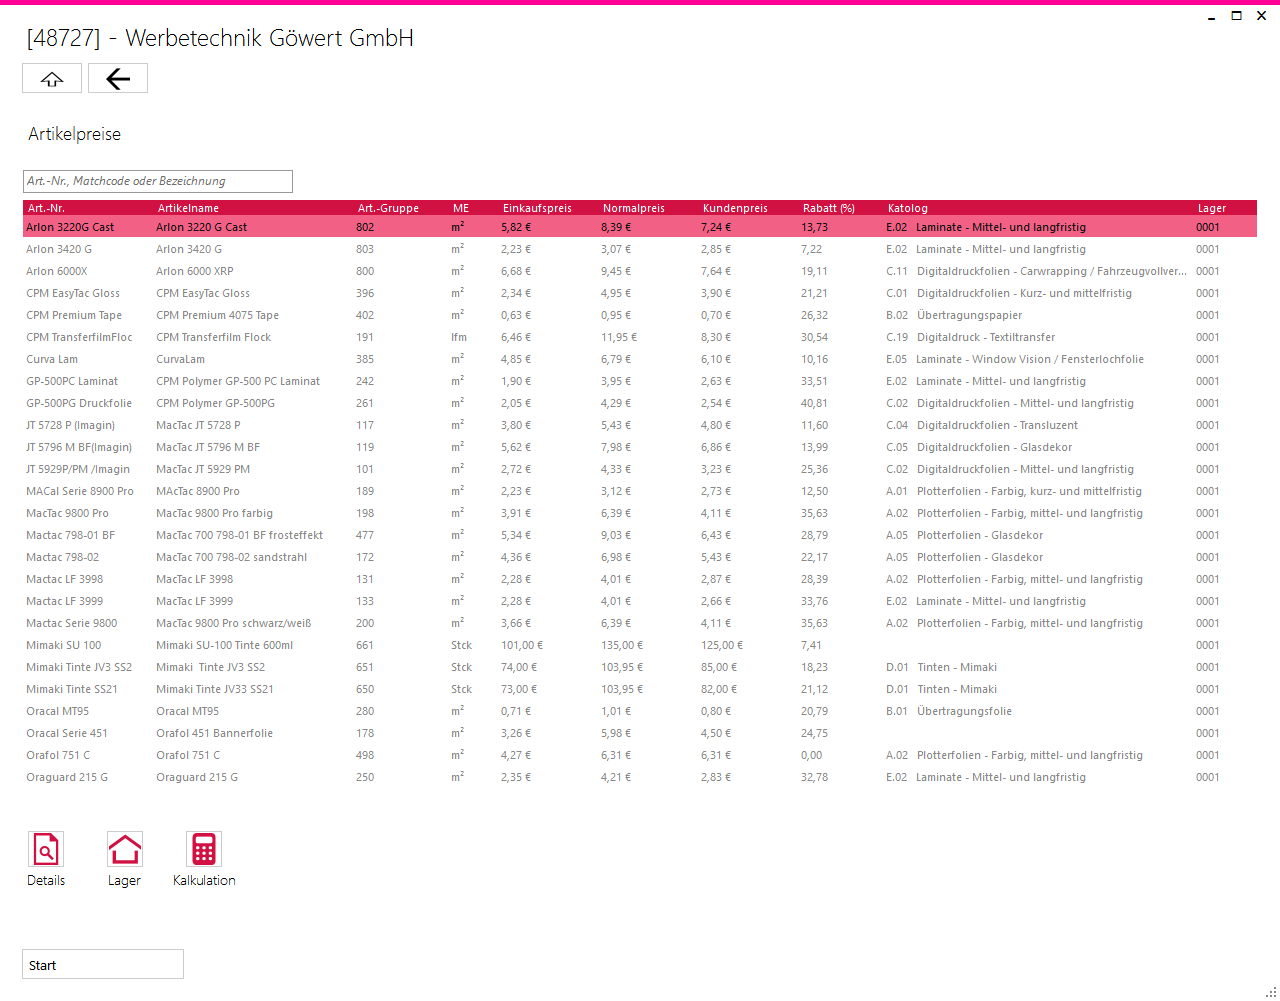 [48727] - Werbetechnik Göwert GmbH
Artikelpreise
Art.-Nr., Matchcode oder Bezeichnung
Art.-Nr. Artikelname Art.-Gruppe ME Einkaufspreis Normalpreis Kundenpreis Rabatt (%) Katolog Lager
Arlon 3220G Cast Arlon 3220 G Cast 802 m² 5,82 € 8,39 € 7,24 € 13,73 E.02 Laminate - Mittel- und langfristig 0001
Arlon 3420 G Arlon 3420 G 803 m² 2,23 € 3,07 € 2,85 € 7,22 E.02 Laminate - Mittel- und langfristig 0001
Arlon 6000X Arlon 6000 XRP 800 m² 6,68 € 9,45 € 7,64 € 19,11 C.11 Digitaldruckfolien - Carwrapping / Fahrzeugvollver... 0001
CPM EasyTac Gloss CPM EasyTac Gloss 396 m² 2,34 € 4,95 € 3,90 € 21,21 C.01 Digitaldruckfolien - Kurz- und mittelfristig 0001
CPM Premium Tape CPM Premium 4075 Tape 402 m² 0,63 € 0,95 € 0,70 € 26,32 B.02 Übertragungspapier 0001
CPM TransferfilmFloc CPM Transferfilm Flock 191 lfm 6,46 € 11,95 € 8,30 € 30,54 C.19 Digitaldruck - Textiltransfer 0001
Curva Lam CurvaLam 385 m² 4,85 € 6,79 € 6,10 € 10,16 E.05 Laminate - Window Vision / Fensterlochfolie 0001
GP-500PC Laminat CPM Polymer GP-500 PC Laminat 242 m² 1,90 € 3,95 € 2,63 € 33,51 E.02 Laminate - Mittel- und langfristig 0001
GP-500PG Druckfolie CPM Polymer GP-500PG 261 m² 2,05 € 4,29 € 2,54 € 40,81 C.02 Digitaldruckfolien - Mittel- und langfristig 0001
JT 5728 P (Imagin) MacTac JT 5728 P 117 m² 3,80 € 5,43 € 4,80 € 11,60 C.04 Digitaldruckfolien - Transluzent 0001
JT 5796 M BF(Imagin) MacTac JT 5796 M BF 119 m² 5,62 € 7,98 € 6,86 € 13,99 C.05 Digitaldruckfolien - Glasdekor 0001
JT 5929P/PM /Imagin MacTac JT 5929 PM 101 m² 2,72 € 4,33 € 3,23 € 25,36 C.02 Digitaldruckfolien - Mittel- und langfristig 0001
MACal Serie 8900 Pro MAcTac 8900 Pro 189 m² 2,23 € 3,12 € 2,73 € 12,50 A.01 Plotterfolien - Farbig, kurz- und mittelfristig 0001
MacTac 9800 Pro MacTac 9800 Pro farbig 198 m² 3,91 € 6,39 € 4,11 € 35,63 A.02 Plotterfolien - Farbig, mittel- und langfristig 0001
Mactac 798-01 BF MacTac 700 798-01 BF frosteffekt 477 m² 5,34 € 9,03 € 6,43 € 28,79 A.05 Plotterfolien - Glasdekor 0001
Mactac 798-02 MacTac 700 798-02 sandstrahl 172 m² 4,36 € 6,98 € 5,43 € 22,17 A.05 Plotterfolien - Glasdekor 0001
Mactac LF 3998 MacTac LF 3998 131 m² 2,28 € 4,01 € 2,87 € 28,39 A.02 Plotterfolien - Farbig, mittel- und langfristig 0001
Mactac LF 3999 MacTac LF 3999 133 m² 2,28 € 4,01 € 2,66 € 33,76 E.02 Laminate - Mittel- und langfristig 0001
Mactac Serie 9800 MacTac 9800 Pro schwarz/weiß 200 m² 3,66 € 6,39 € 4,11 € 35,63 A.02 Plotterfolien - Farbig, mittel- und langfristig 0001
Mimaki SU 100 Mimaki SU-100 Tinte 600ml 661 Stck 101,00 € 135,00 € 125,00 € 7,41 0001
Mimaki Tinte JV3 SS2 Mimaki Tinte JV3 SS2 651 Stck 74,00 € 103,95 € 85,00 € 18,23 D.01 Tinten - Mimaki 0001
Mimaki Tinte SS21 Mimaki Tinte JV33 SS21 650 Stck 73,00 € 103,95 € 82,00 € 21,12 D.01 Tinten - Mimaki 0001
Oracal MT95 Oracal MT95 280 m² 0,71 € 1,01 € 0,80 € 20,79 B.01 Übertragungsfolie 0001
Oracal Serie 451 Orafol 451 Bannerfolie 178 m² 3,26 € 5,98 € 4,50 € 24,75 0001
Orafol 751 C Orafol 751 C 498 m² 4,27 € 6,31 € 6,31 € 0,00 A.02 Plotterfolien - Farbig, mittel- und langfristig 0001
Oraguard 215 G Oraguard 215 G 250 m² 2,35 € 4,21 € 2,83 € 32,78 E.02 Laminate - Mittel- und langfristig 0001
Details Lager Kalkulation
Start